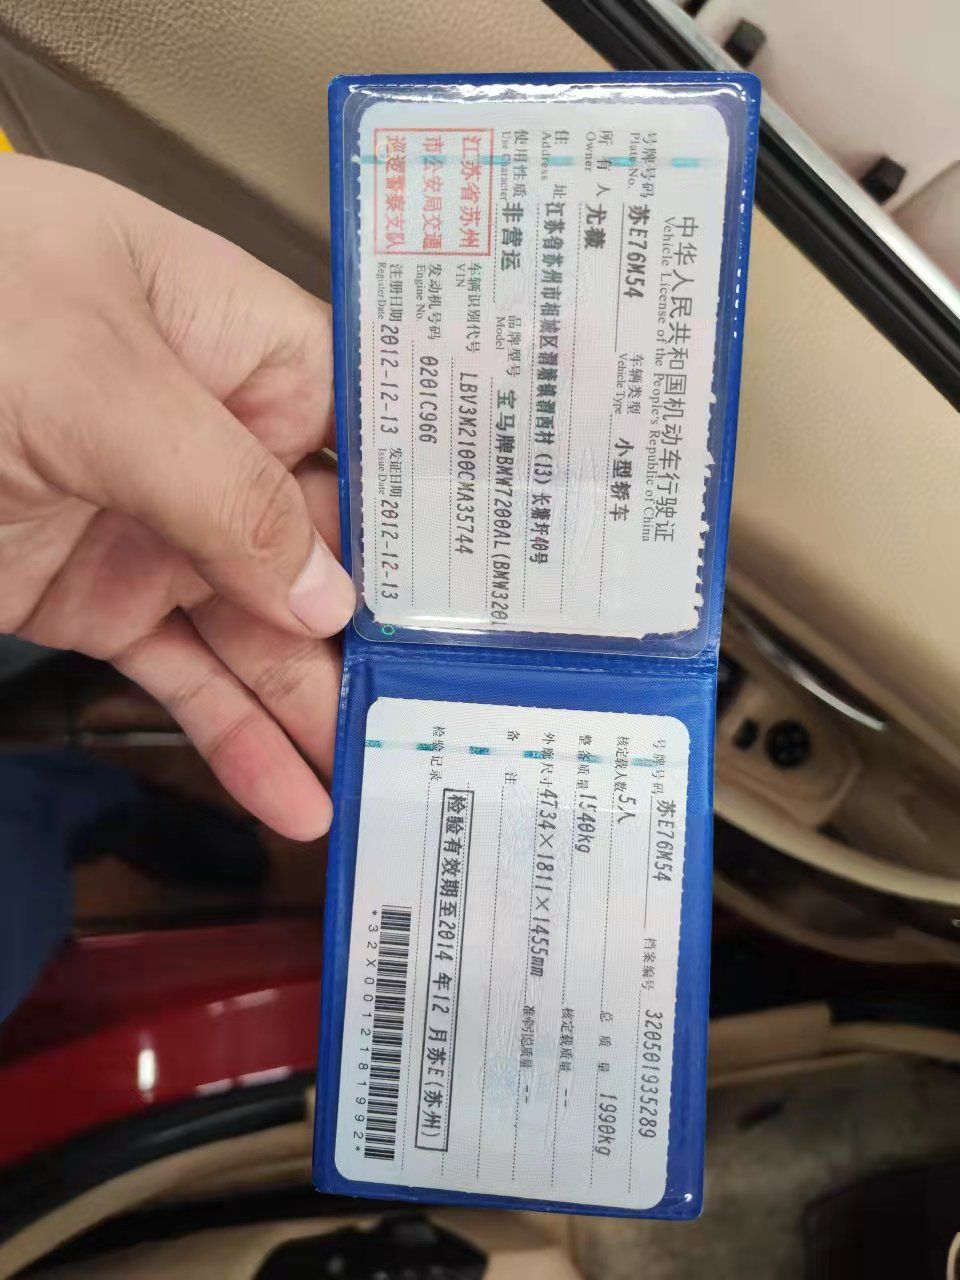 中华人民共和国机动车行驶证
Vehicle License of the People's Republic of China
号牌号码 苏E76M54 车辆类型 小型轿车
Plate No. Vehicle Type
所有人 尤薇
Owner
住址 江苏省苏州市相城区渭塘镇渭西村(13)长塘圩40号
Address
使用性质 非营运 品牌型号 宝马牌BMW7200AL(BMW320i
Use Character Model
江苏省苏州
市公安局交通
巡逻警察支队
车辆识别代号 LBV3M2100CMA35744
VIN
发动机号码 0201C966
Engine No.
注册日期 2012-12-13 发证日期 2012-12-13
Register Date Issue Date
号牌号码 苏E76M54 档案编号 320501935289
核定载人数 5人 总质量 1990kg
整备质量 1540kg 核定载质量 --
外廓尺寸 4734×1811×1455mm 准牵引总质量 --
备注
检验记录 检验有效期至2014年12月苏E(苏州)
*32X0012181992*